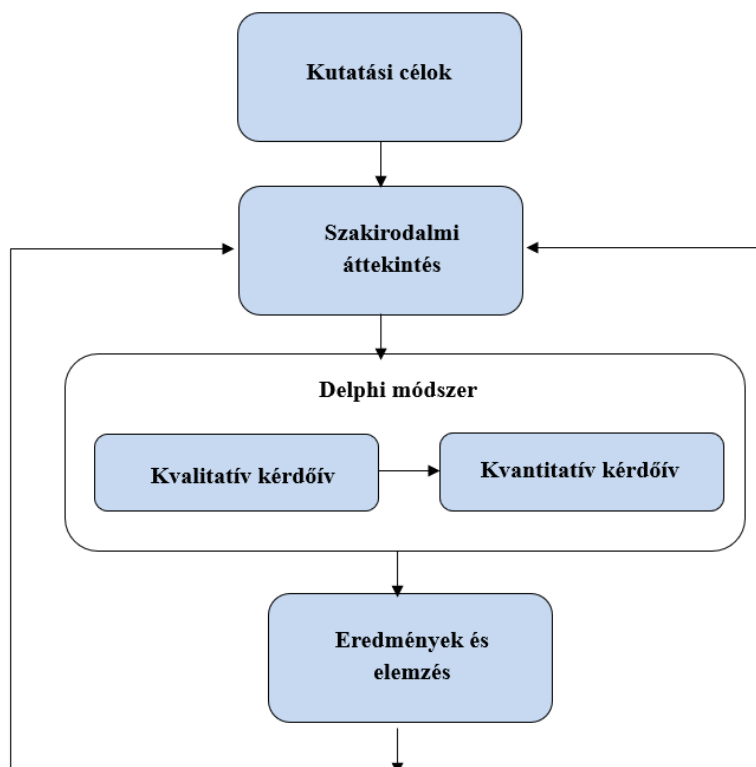 Kutatási célok
Szakirodalmi
áttekintés
Delphi módszer
Kvalitatív kérdőív
Kvantitatív kérdőív
Eredmények és
elemzés